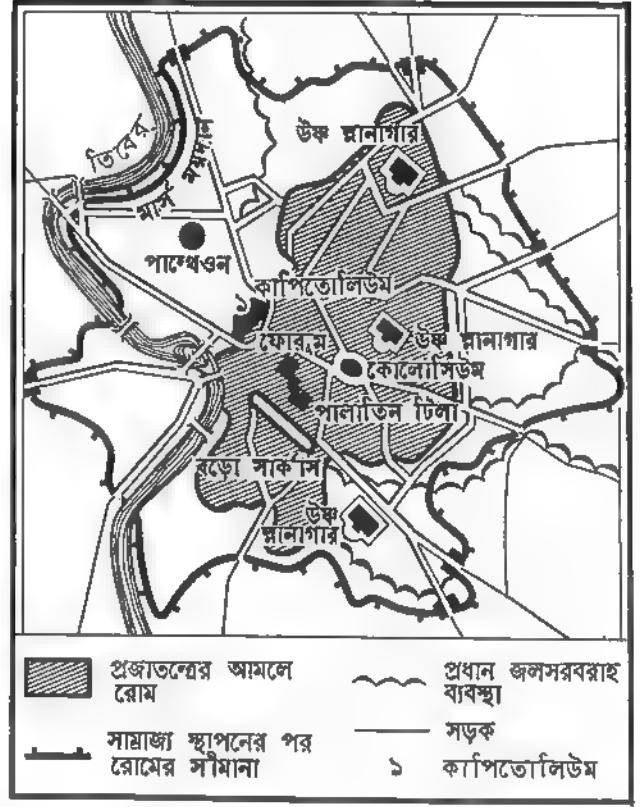 উষ্ণ স্নানাগার
তিবের
মার্স ময়দান
পান্থেওন
কাপিতোলিউম
১
ফোরুম
উষ্ণ স্নানাগার
কোলোসিউম
পালাতিন টিলা
বড়ো সার্কাস
উষ্ণ
স্নানাগার
প্রজাতন্ত্রের আমলে
রোম
প্রধান জলসরবরাহ
ব্যবস্থা
সাম্রাজ্য স্থাপনের পর
রোমের সীমানা
সড়ক
১ কাপিতোলিউম